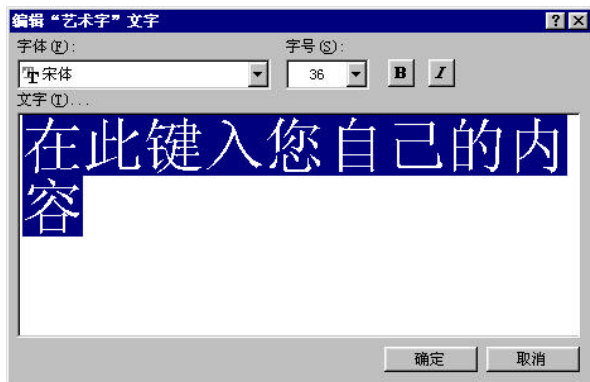 编辑“艺术字”文字
字体(F): 字号(S):
宋体 36 B I
文字(T)...
在此键入您自己的内
容
确定 取消